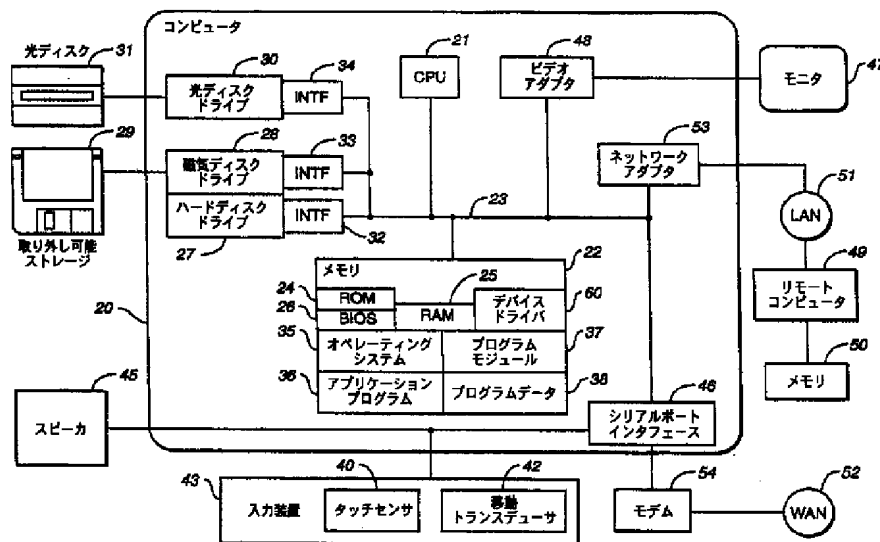 コンピュータ
光ディスク
31
30
34
21
CPU
48
ビデオ
アダプタ
モニタ
47
光ディスク
ドライブ
INTF
29
28
33
磁気ディスク
ドライブ
INTF
53
ネットワーク
アダプタ
51
LAN
ハードディスク
ドライブ
INTF
23
32
27
取り外し可能
ストレージ
22
メモリ
49
リモート
コンピュータ
24
ROM
25
デバイス
ドライバ
60
26
BIOS
RAM
20
35
オペレーティング
システム
プログラム
モジュール
37
50
メモリ
36
アプリケーション
プログラム
プログラムデータ
38
45
スピーカ
46
シリアルポート
インタフェース
43
入力装置
40
タッチセンサ
42
移動
トランスデューサ
54
モデム
52
WAN